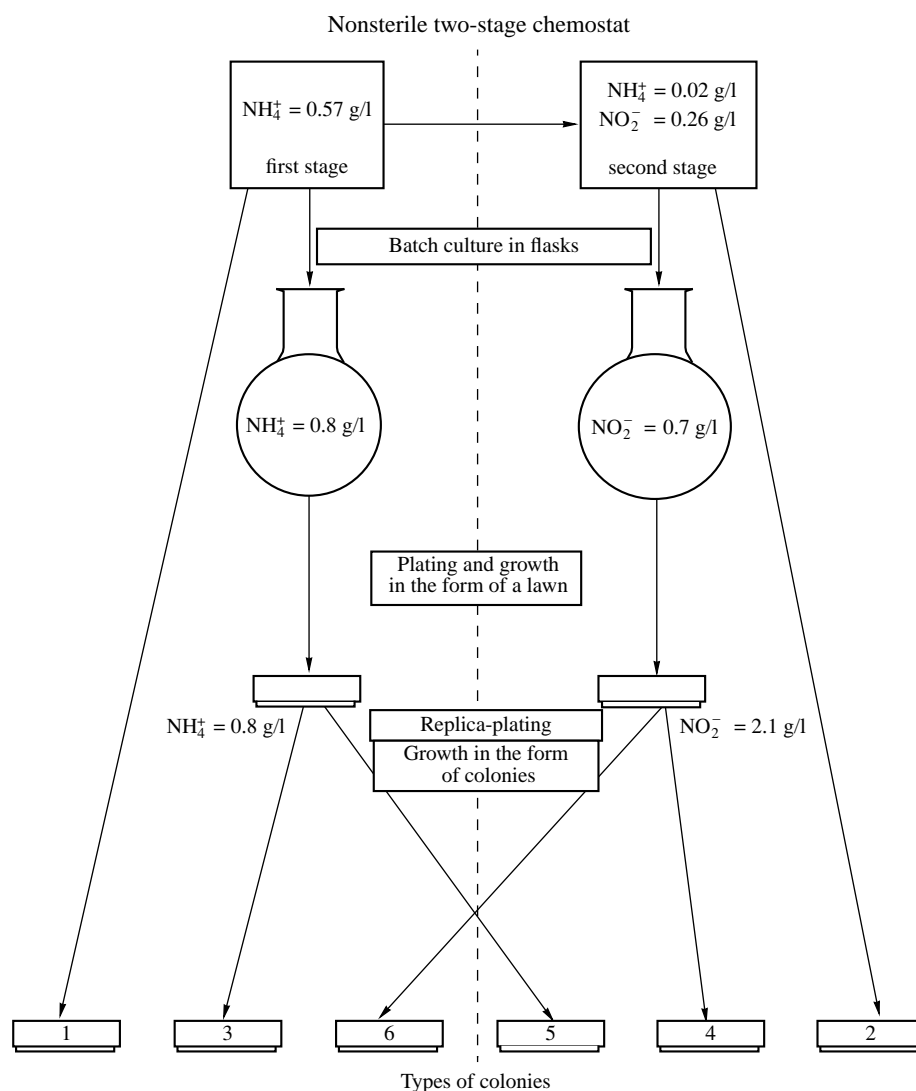 Nonsterile two-stage chemostat
NH₄⁺ = 0.57 g/l
first stage
NH₄⁺ = 0.02 g/l
NO₂⁻ = 0.26 g/l
second stage
Batch culture in flasks
NH₄⁺ = 0.8 g/l
NO₂⁻ = 0.7 g/l
Plating and growth
in the form of a lawn
NH₄⁺ = 0.8 g/l
Replica-plating
NO₂⁻ = 2.1 g/l
Growth in the form
of colonies
1
3
6
5
4
2
Types of colonies